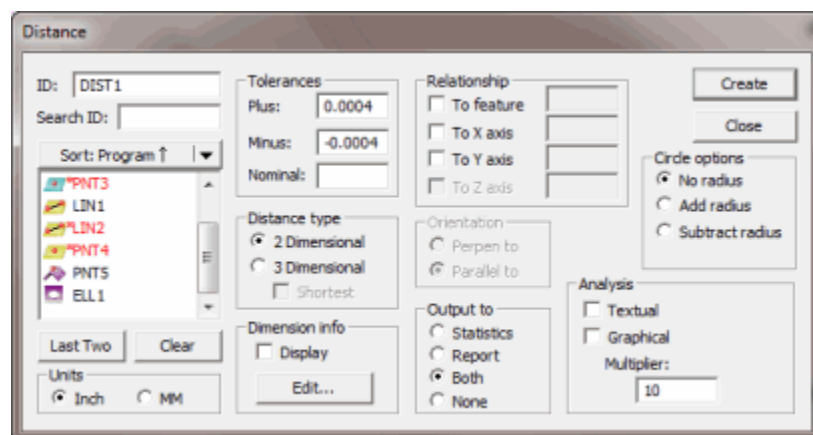 Distance
ID: DIST1
Search ID:
Sort: Program↑
*PNT3
LIN1
*LIN2
*PNT4
PNT5
ELL1
Last Two
Clear
Units
Inch
MM
Tolerances
Plus: 0.0004
Minus: -0.0004
Nominal:
Distance type
2 Dimensional
3 Dimensional
Shortest
Dimension info
Display
Edit...
Relationship
To feature
To X axis
To Y axis
To Z axis
Orientation
Perpen to
Parallel to
Output to
Statistics
Report
Both
None
Create
Close
Circle options
No radius
Add radius
Subtract radius
Analysis
Textual
Graphical
Multiplier:
10